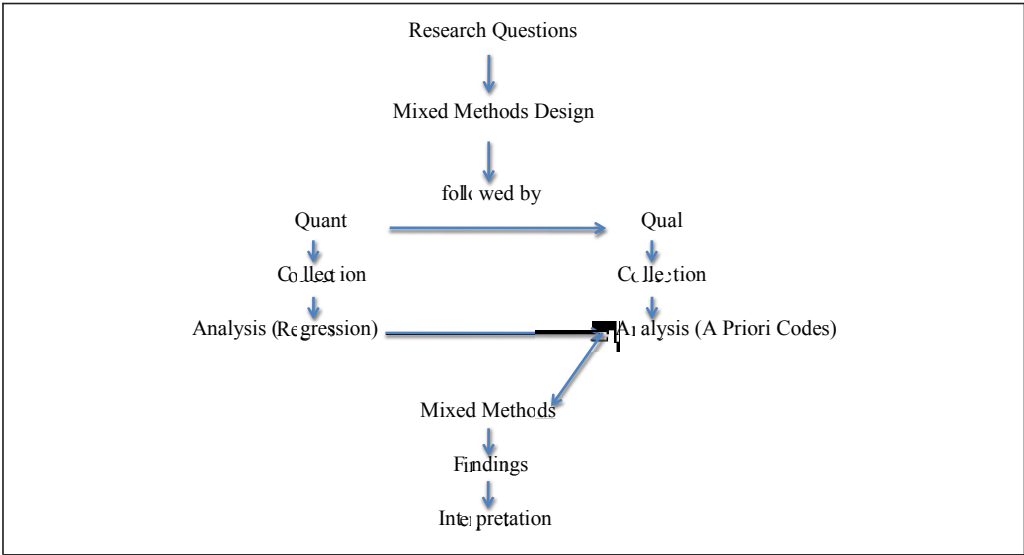 Research Questions
Mixed Methods Design
followed by
Quant Qual
Collection Collection
Analysis (Regression) Analysis (A Priori Codes)
Mixed Methods
Findings
Interpretation